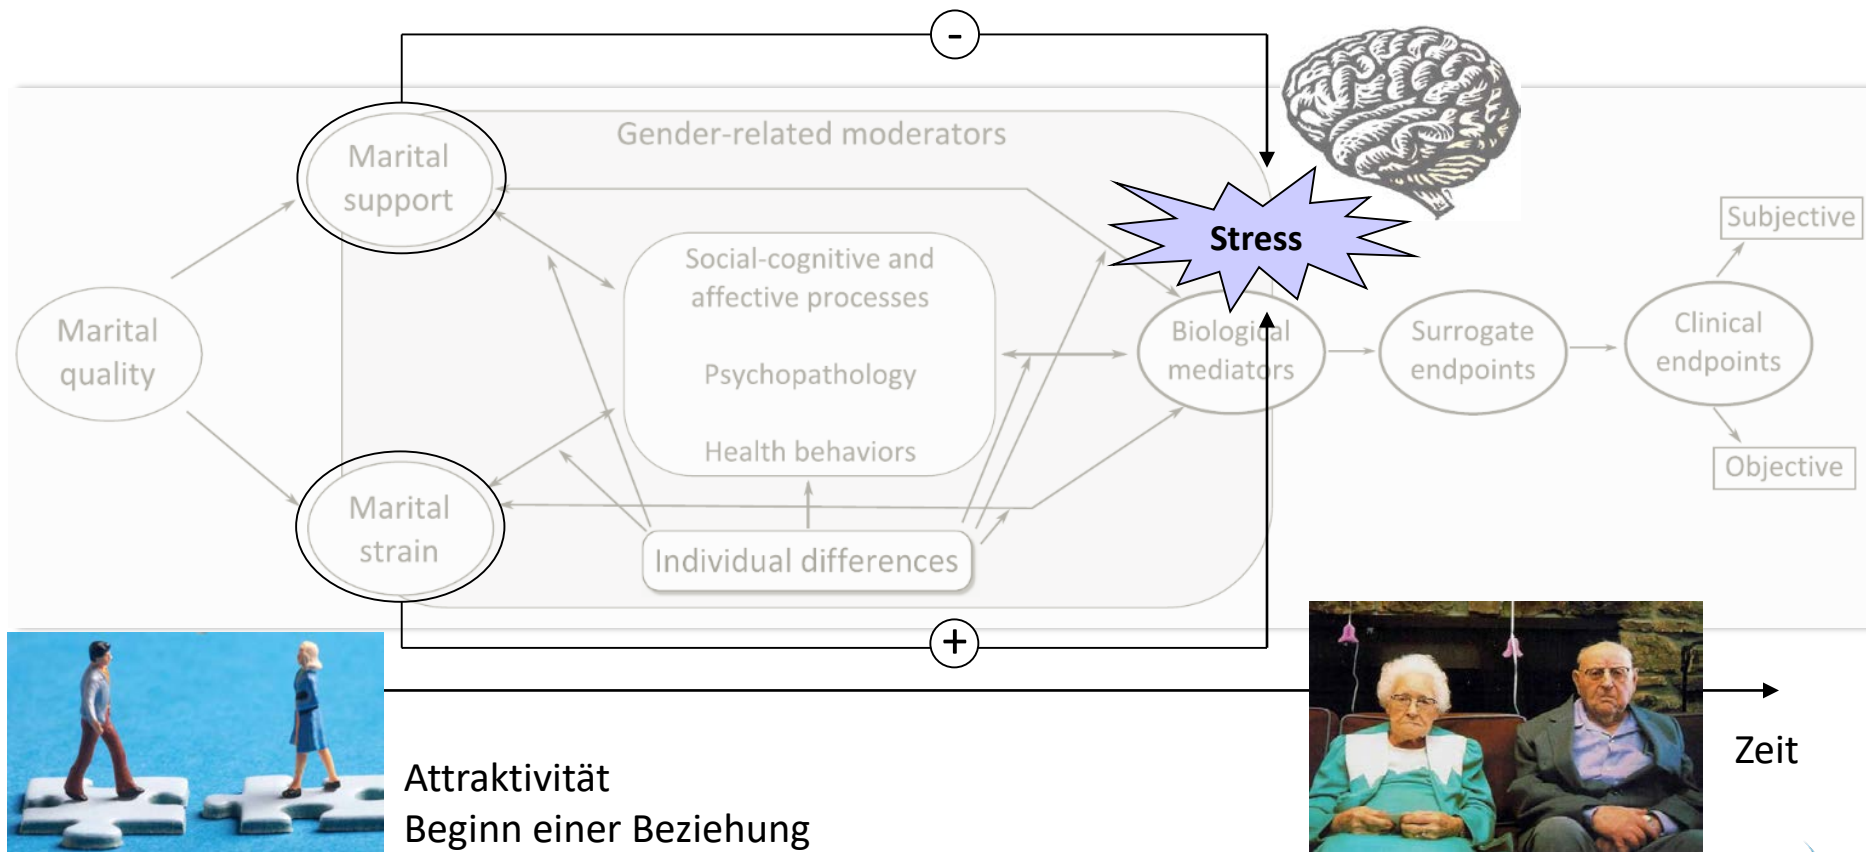 -
Gender-related moderators
Marital
support
Stress
Subjective
Social-cognitive and
affective processes
Marital
quality
Psychopathology
Biological
mediators
Surrogate
endpoints
Clinical
endpoints
Health behaviors
Objective
Marital
strain
Individual differences
+
Zeit
Attraktivität
Beginn einer Beziehung